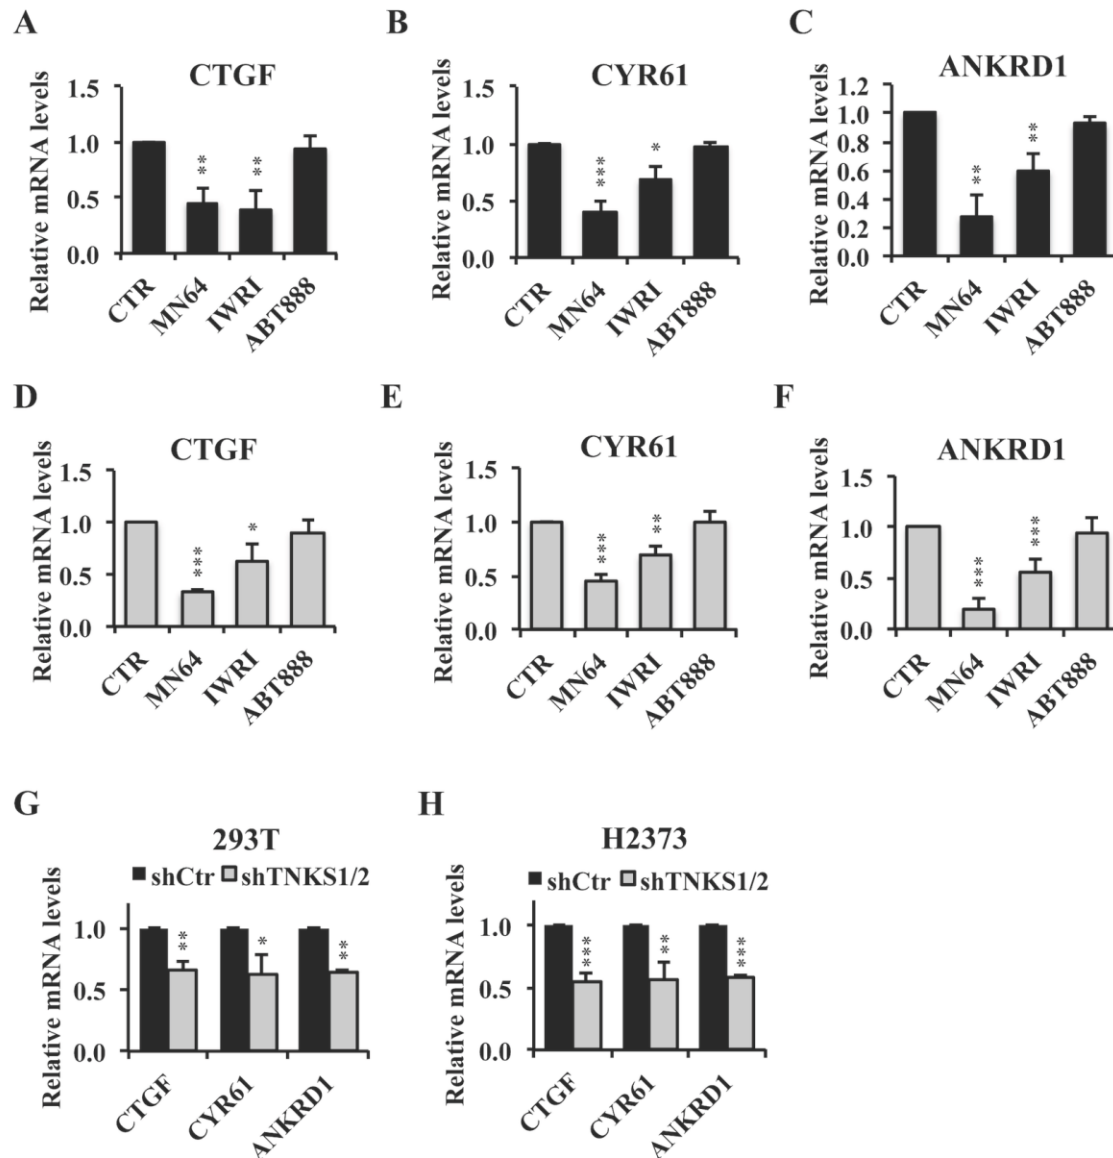 A
CTGF
Relative mRNA levels
1.5
1.0
0.5
0.0
**
**
CTR
MN64
IWRI
ABT888
B
CYR61
Relative mRNA levels
1.5
1.0
0.5
0.0
***
*
CTR
MN64
IWRI
ABT888
C
ANKRD1
Relative mRNA levels
1.2
1.0
0.8
0.6
0.4
0.2
0.0
**
**
CTR
MN64
IWRI
ABT888
D
CTGF
Relative mRNA levels
1.5
1.0
0.5
0.0
***
*
CTR
MN64
IWRI
ABT888
E
CYR61
Relative mRNA levels
1.5
1.0
0.5
0.0
***
**
CTR
MN64
IWRI
ABT888
F
ANKRD1
Relative mRNA levels
1.5
1.0
0.5
0.0
***
***
CTR
MN64
IWRI
ABT888
G
293T
shCtr shTNKS1/2
Relative mRNA levels
1.0
0.5
0.0
**
*
**
CTGF
CYR61
ANKRD1
H
H2373
shCtr shTNKS1/2
Relative mRNA levels
1.0
0.5
0.0
***
**
***
CTGF
CYR61
ANKRD1